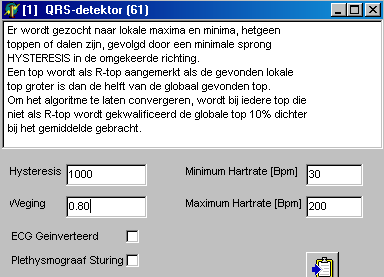 [1] QRS-detektor (61)
Er wordt gezocht naar lokale maxima en minima, hetgeen
toppen of dalen zijn, gevolgd door een minimale sprong
HYSTERESIS in de omgekeerde richting.
Een top wordt als R-top aangemerkt als de gevonden lokale
top groter is dan de helft van de globaal gevonden top.
Om het algoritme te laten convergeren, wordt bij iedere top die
niet als R-top wordt gekwalificeerd de globale top 10% dichter
bij het gemiddelde gebracht.
Hysteresis 1000 Minimum Hartrate [Bpm] 30
Weging 0.80 Maximum Hartrate [Bpm] 200
ECG Geinverteerd
Plethysmograaf Sturing